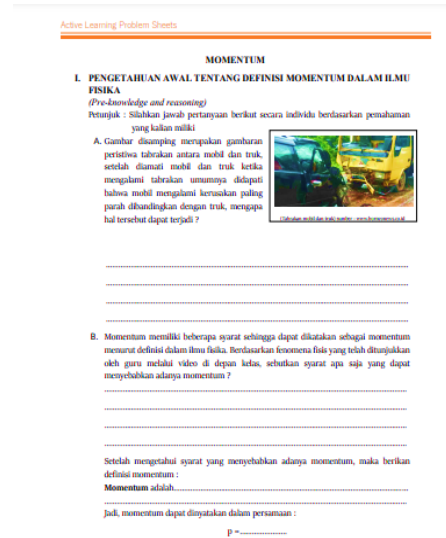 Active Learning Problem Sheets
MOMENTUM
I. PENGETAHUAN AWAL TENTANG DEFINISI MOMENTUM DALAM ILMU
FISIKA
(Pre-knowledge and reasoning)
Petunjuk : Silahkan jawab pertanyaan berikut secara individu berdasarkan pemahaman
yang kalian miliki
A. Gambar disamping merupakan gambaran
peristiwa tabrakan antara mobil dan truk,
setelah diamati mobil dan truk ketika
mengalami tabrakan umumnya didapati
bahwa mobil mengalami kerusakan paling
parah dibandingkan dengan truk, mengapa
hal tersebut dapat terjadi ?
(Tabrakan mobil dan truk) sumber :
B. Momentum memiliki beberapa syarat sehingga dapat dikatakan sebagai momentum
menurut definisi dalam ilmu fisika. Berdasarkan fenomena fisis yang telah ditunjukkan
oleh guru melalui video di depan kelas, sebutkan syarat apa saja yang dapat
menyebabkan adanya momentum ?
Setelah mengetahui syarat yang menyebabkan adanya momentum, maka berikan
definisi momentum :
Momentum adalah
Jadi, momentum dapat dinyatakan dalam persamaan :
P =